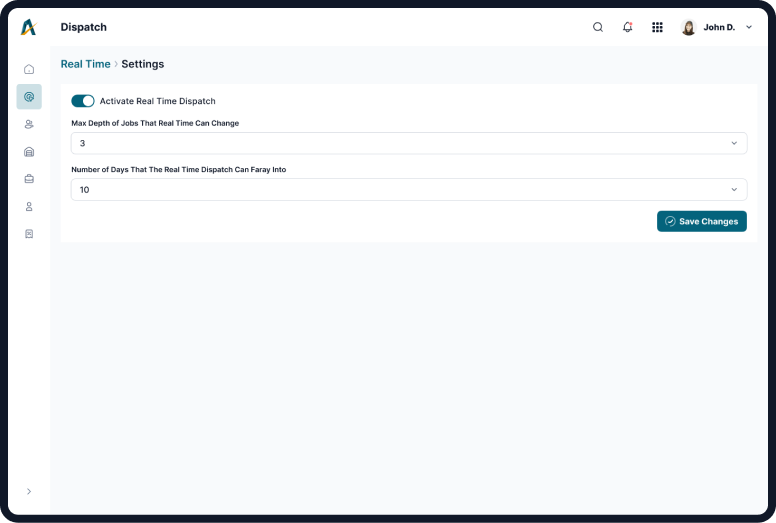 Dispatch
John D.
Real Time › Settings
Activate Real Time Dispatch
Max Depth of Jobs That Real Time Can Change
3
Number of Days That The Real Time Dispatch Can Faray Into
10
Save Changes